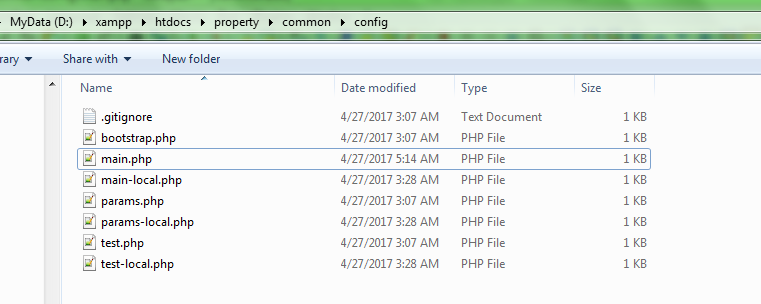 MyData (D:) xampp htdocs property common config
rary Share with New folder
Name Date modified Type Size
.gitignore 4/27/2017 3:07 AM Text Document 1 KB
bootstrap.php 4/27/2017 3:07 AM PHP File 1 KB
main.php 4/27/2017 5:14 AM PHP File 1 KB
main-local.php 4/27/2017 3:28 AM PHP File 1 KB
params.php 4/27/2017 3:07 AM PHP File 1 KB
params-local.php 4/27/2017 3:28 AM PHP File 1 KB
test.php 4/27/2017 3:07 AM PHP File 1 KB
test-local.php 4/27/2017 3:28 AM PHP File 1 KB